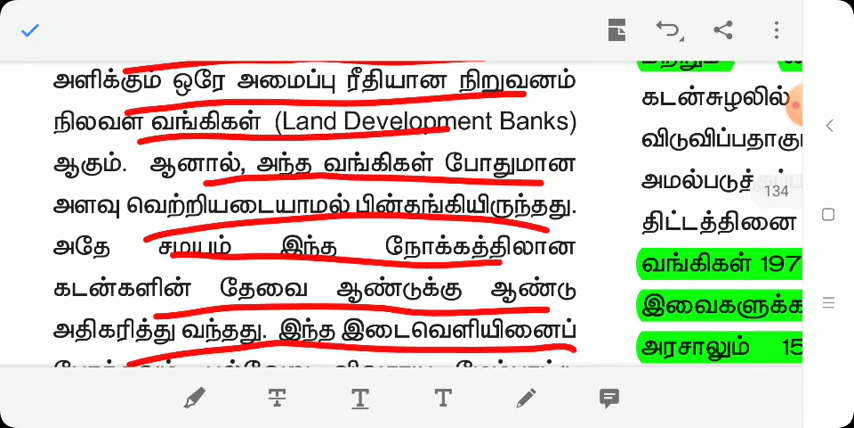 அளிக்கும் ஒரே அமைப்பு ரீதியான நிறுவனம்
நிலவள வங்கிகள் (Land Development Banks)
ஆகும். ஆனால், அந்த வங்கிகள் போதுமான
அளவு வெற்றியடையாமல் பின்தங்கியிருந்தது.
அதே சமயம் இந்த நோக்கத்திலான
கடன்களின் தேவை ஆண்டுக்கு ஆண்டு
அதிகரித்து வந்தது. இந்த இடைவெளியினைப்
கடன்சுழலில்
விடுவிப்பதாகு
அமல்படுத்தப்ப
திட்டத்தினை
வங்கிகள் 197
இவைகளுக்க
அரசாலும் 15
134